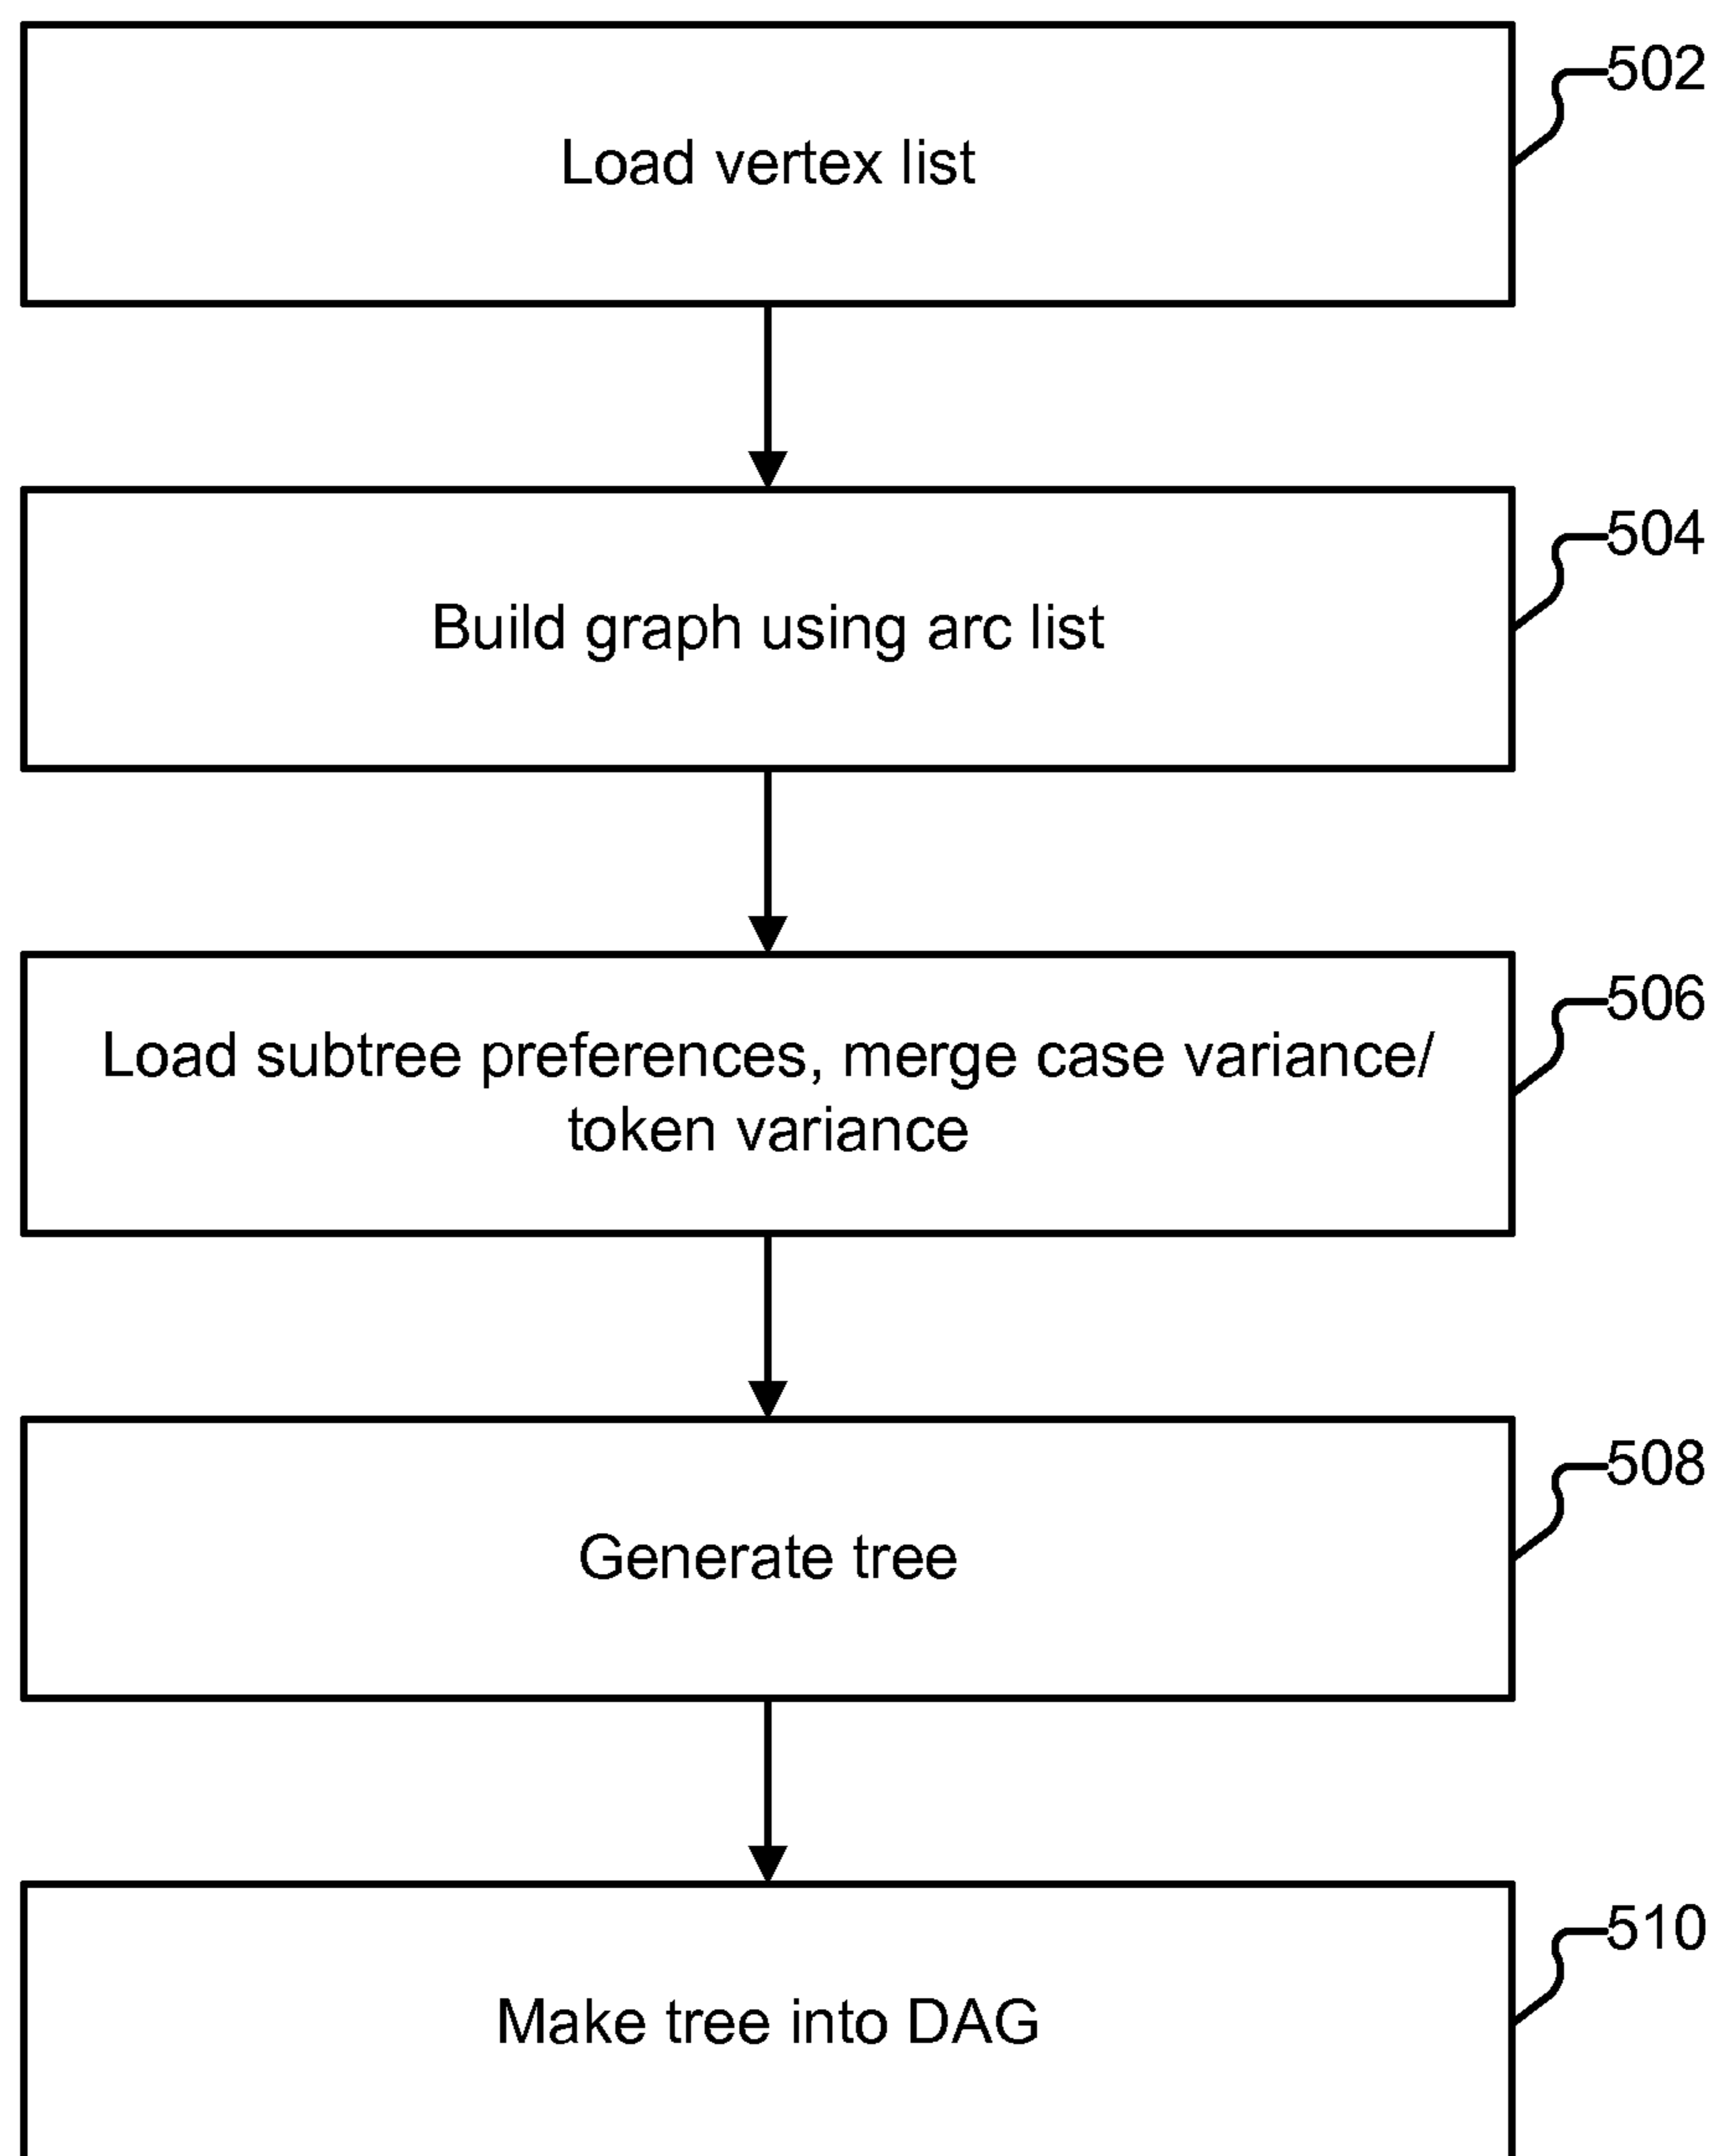 502
Load vertex list
504
Build graph using arc list
506
Load subtree preferences, merge case variance/
token variance
508
Generate tree
510
Make tree into DAG